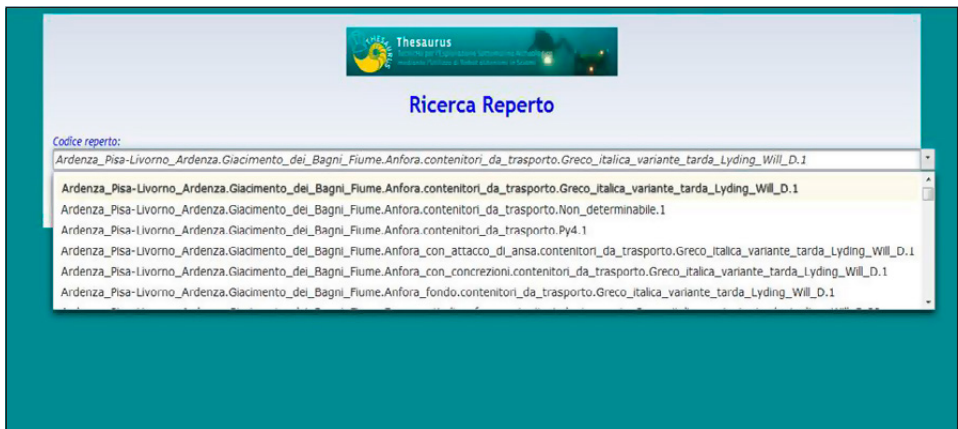 THESAURUS
Thesaurus
Ricerca Reperto
Codice reperto:
Ardenza_Pisa-Livorno_Ardenza.Giacimento_dei_Bagni_Fiume.Anfora.contenitori_da_trasporto.Greco_italica_variante_tarda_Lyding_Will_D.1
Ardenza_Pisa-Livorno_Ardenza.Giacimento_dei_Bagni_Fiume.Anfora.contenitori_da_trasporto.Greco_italica_variante_tarda_Lyding_Will_D.1
Ardenza_Pisa-Livorno_Ardenza.Giacimento_dei_Bagni_Fiume.Anfora.contenitori_da_trasporto.Non_determinabile.1
Ardenza_Pisa-Livorno_Ardenza.Giacimento_dei_Bagni_Fiume.Anfora.contenitori_da_trasporto.Py4.1
Ardenza_Pisa-Livorno_Ardenza.Giacimento_dei_Bagni_Fiume.Anfora_con_attacco_di_ansa.contenitori_da_trasporto.Greco_italica_variante_tarda_Lyding_Will_D.1
Ardenza_Pisa-Livorno_Ardenza.Giacimento_dei_Bagni_Fiume.Anfora_con_concrezioni.contenitori_da_trasporto.Greco_italica_variante_tarda_Lyding_Will_D.1
Ardenza_Pisa-Livorno_Ardenza.Giacimento_dei_Bagni_Fiume.Anfora_fondo.contenitori_da_trasporto.Greco_italica_variante_tarda_Lyding_Will_D.1